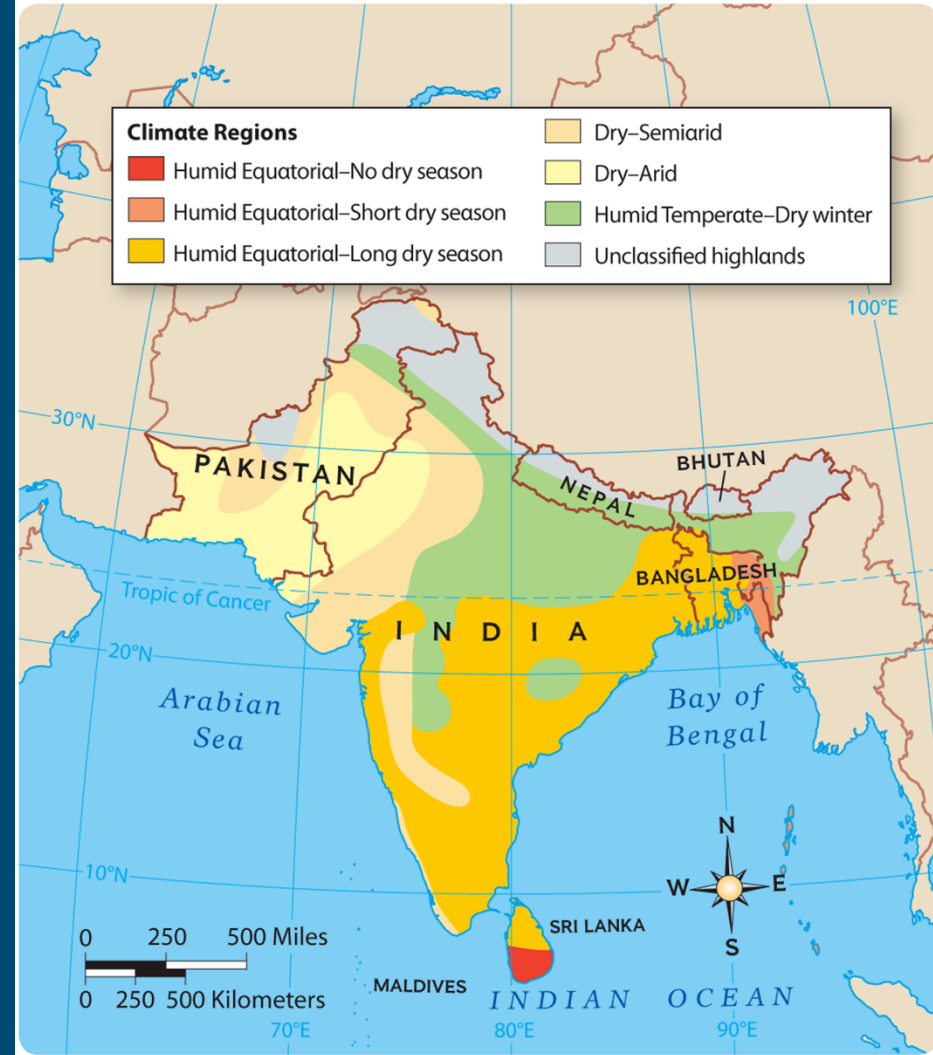 Climate Regions
Humid Equatorial–No dry season
Humid Equatorial–Short dry season
Humid Equatorial–Long dry season
Dry–Semiarid
Dry–Arid
Humid Temperate–Dry winter
Unclassified highlands
100°E
30°N
PAKISTAN
NEPAL
BHUTAN
BANGLADESH
Tropic of Cancer
INDIA
20°N
Arabian
Sea
Bay of
Bengal
10°N
N
W
E
S
SRI LANKA
MALDIVES
INDIAN OCEAN
0 250 500 Miles
0 250 500 Kilometers
70°E
80°E
90°E